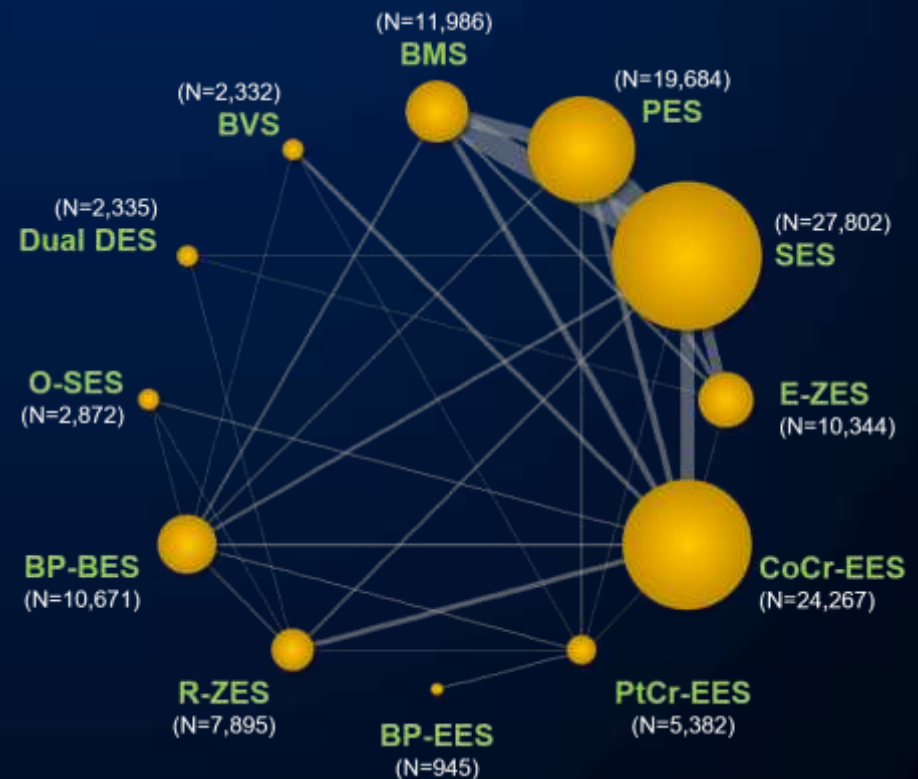 (N=11,986)
BMS
(N=19,684)
PES
(N=2,332)
BVS
(N=2,335)
Dual DES
(N=27,802)
SES
O-SES
(N=2,872)
E-ZES
(N=10,344)
BP-BES
(N=10,671)
CoCr-EES
(N=24,267)
R-ZES
(N=7,895)
PtCr-EES
(N=5,382)
BP-EES
(N=945)